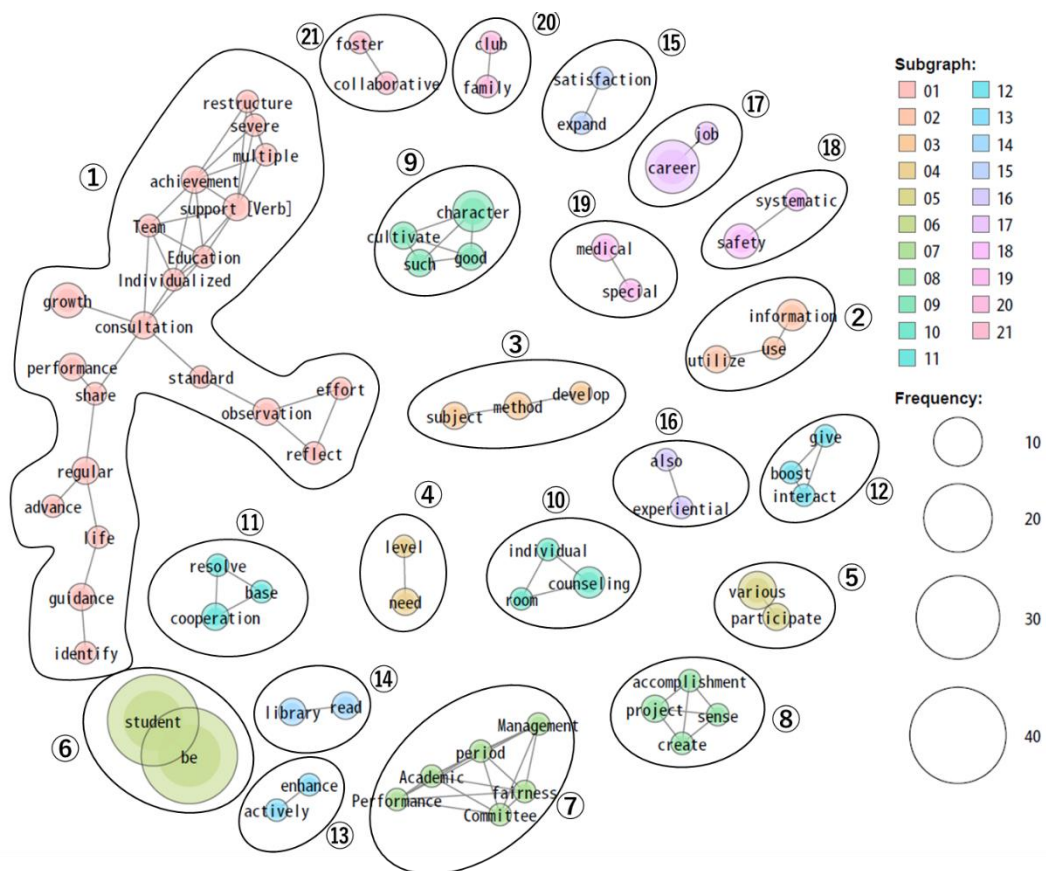 ㉑
foster
collaborative
⑳
club
family
⑮
satisfaction
expand
⑰
job
career
⑱
systematic
safety
①
restructure
severe
multiple
achievement
support [Verb]
Team
Education
Individualized
growth
consultation
performance
share
standard
observation
effort
reflect
regular
advance
life
guidance
identify
⑨
character
cultivate
such
good
⑲
medical
special
②
information
use
utilize
③
develop
method
subject
⑯
also
experiential
⑫
give
boost
interact
④
level
need
⑩
individual
counseling
room
⑪
resolve
base
cooperation
⑤
various
participate
⑥
student
be
⑭
library
read
⑬
enhance
actively
⑦
Management
period
Academic
fairness
Performance
Committee
⑧
accomplishment
project
sense
create
Subgraph:
01 12
02 13
03 14
04 15
05 16
06 17
07 18
08 19
09 20
10 21
11
Frequency:
10
20
30
40